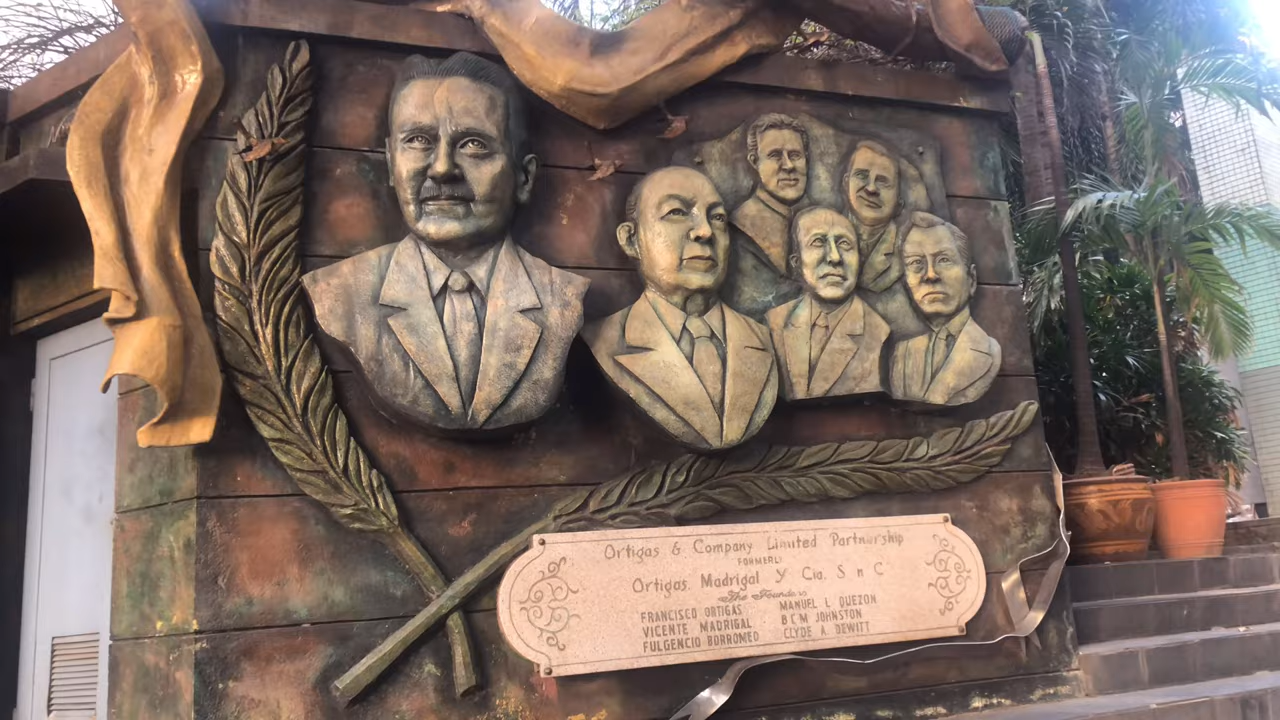 Ortigas & Company Limited Partnership
FORMERLY
Ortigas, Madrigal Y Cia. S n C
The Founders
FRANCISCO ORTIGAS MANUEL L QUEZON
VICENTE MADRIGAL B C M JOHNSTON
FULGENCIO BORROMEO CLYDE A. DEWITT